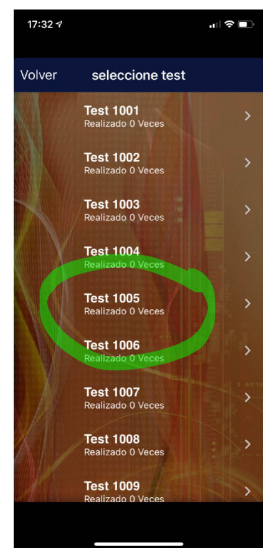 17:32
Volver seleccione test
Test 1001
Realizado 0 Veces
Test 1002
Realizado 0 Veces
Test 1003
Realizado 0 Veces
Test 1004
Realizado 0 Veces
Test 1005
Realizado 0 Veces
Test 1006
Realizado 0 Veces
Test 1007
Realizado 0 Veces
Test 1008
Realizado 0 Veces
Test 1009
Realizado 0 Veces